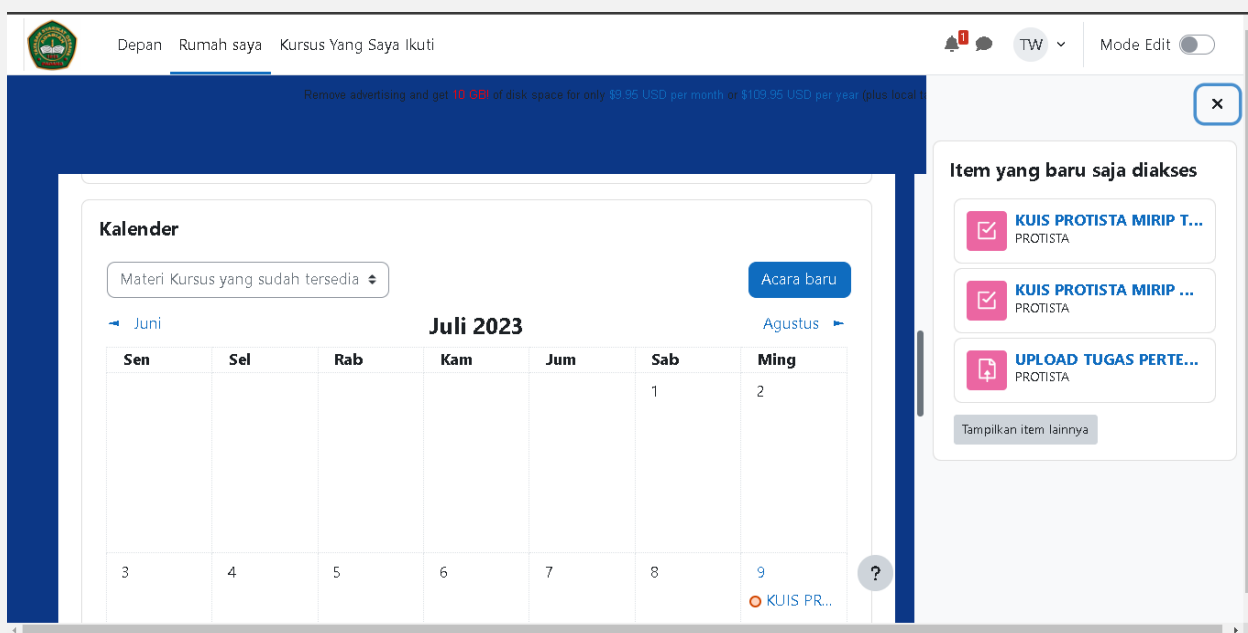 Depan Rumah saya Kursus Yang Saya Ikuti
1
TW
Mode Edit
Remove advertising and get 10 GB! of disk space for only $9.95 USD per month or $109.95 USD per year (plus local t
Kalender
Materi Kursus yang sudah tersedia
Acara baru
Juni
Juli 2023
Agustus
Sen Sel Rab Kam Jum Sab Ming
1 2
3 4 5 6 7 8 9
KUIS PR...
?
Item yang baru saja diakses
KUIS PROTISTA MIRIP T...
PROTISTA
KUIS PROTISTA MIRIP ...
PROTISTA
UPLOAD TUGAS PERTE...
PROTISTA
Tampilkan item lainnya